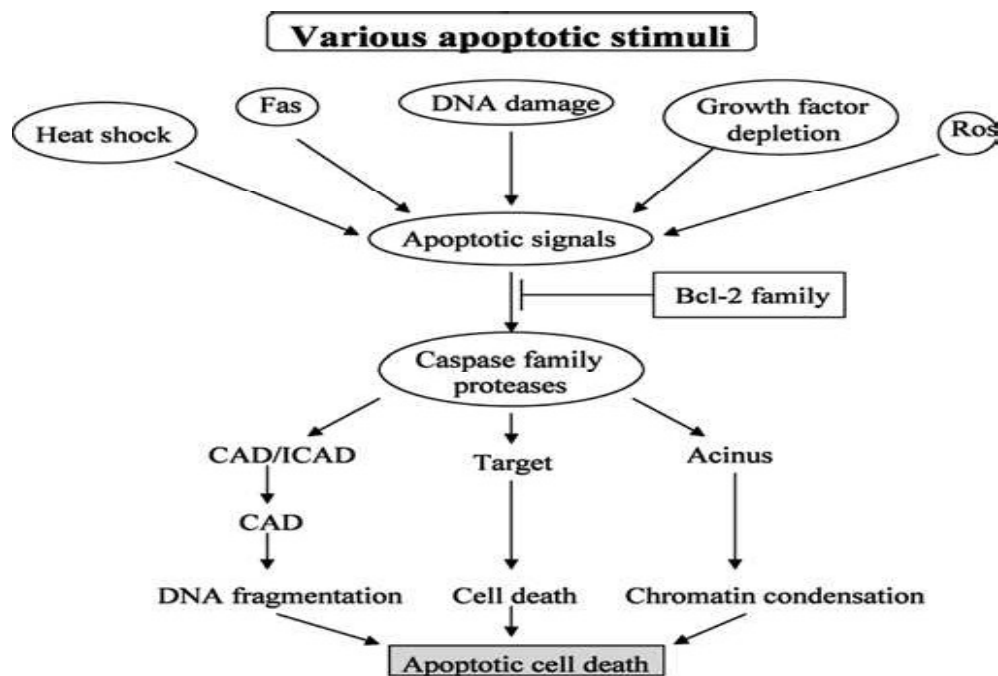 Various apoptotic stimuli
Heat shock
Fas
DNA damage
Growth factor
depletion
Ros
Apoptotic signals
Bcl-2 family
Caspase family
proteases
CAD/ICAD
Target
Acinus
CAD
DNA fragmentation
Cell death
Chromatin condensation
Apoptotic cell death